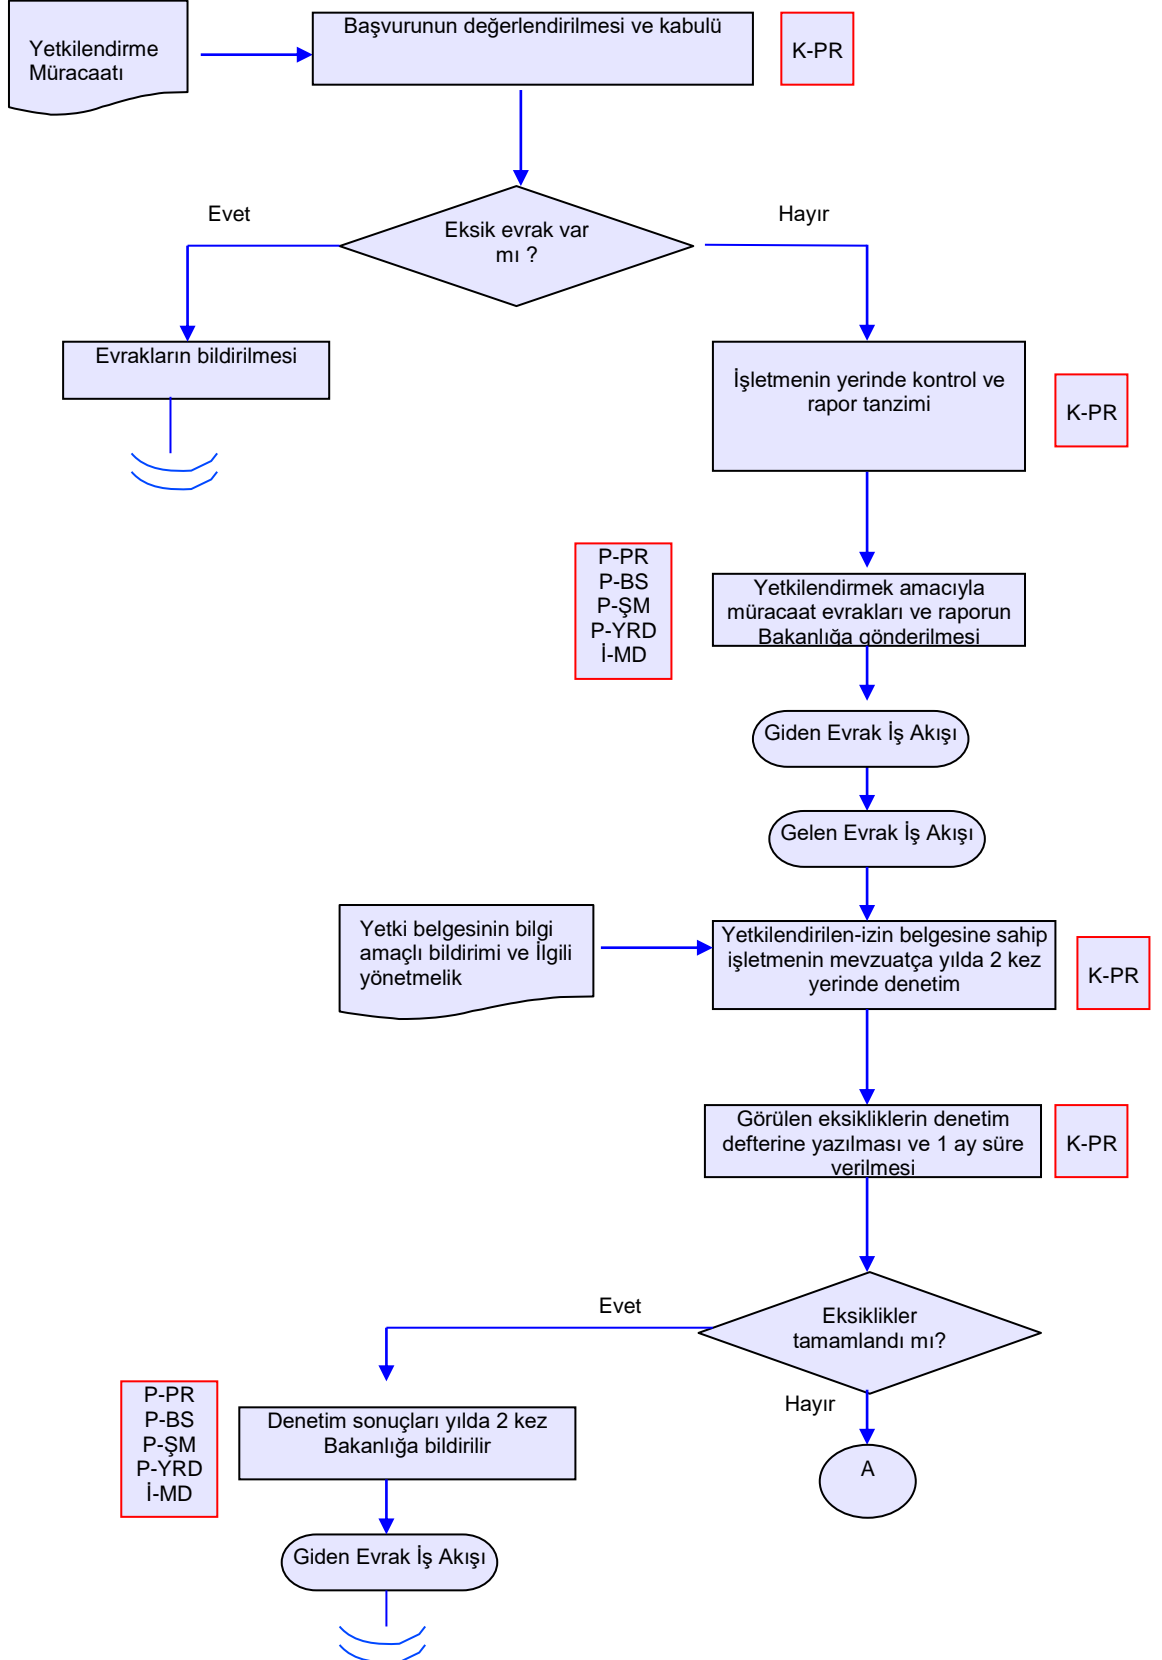 Yetkilendirme
Müracaatı
Başvurunun değerlendirilmesi ve kabulü
K-PR
Evet
Eksik evrak var
mı ?
Hayır
Evrakların bildirilmesi
İşletmenin yerinde kontrol ve
rapor tanzimi
K-PR
P-PR
P-BS
P-ŞM
P-YRD
İ-MD
Yetkilendirmek amacıyla
müracaat evrakları ve raporun
Bakanlığa gönderilmesi
Giden Evrak İş Akışı
Gelen Evrak İş Akışı
Yetki belgesinin bilgi
amaçlı bildirimi ve İlgili
yönetmelik
Yetkilendirilen-izin belgesine sahip
işletmenin mevzuatça yılda 2 kez
yerinde denetim
K-PR
Görülen eksikliklerin denetim
defterine yazılması ve 1 ay süre
verilmesi
K-PR
Eksiklikler
tamamlandı mı?
Evet
Hayır
A
P-PR
P-BS
P-ŞM
P-YRD
İ-MD
Denetim sonuçları yılda 2 kez
Bakanlığa bildirilir
Giden Evrak İş Akışı